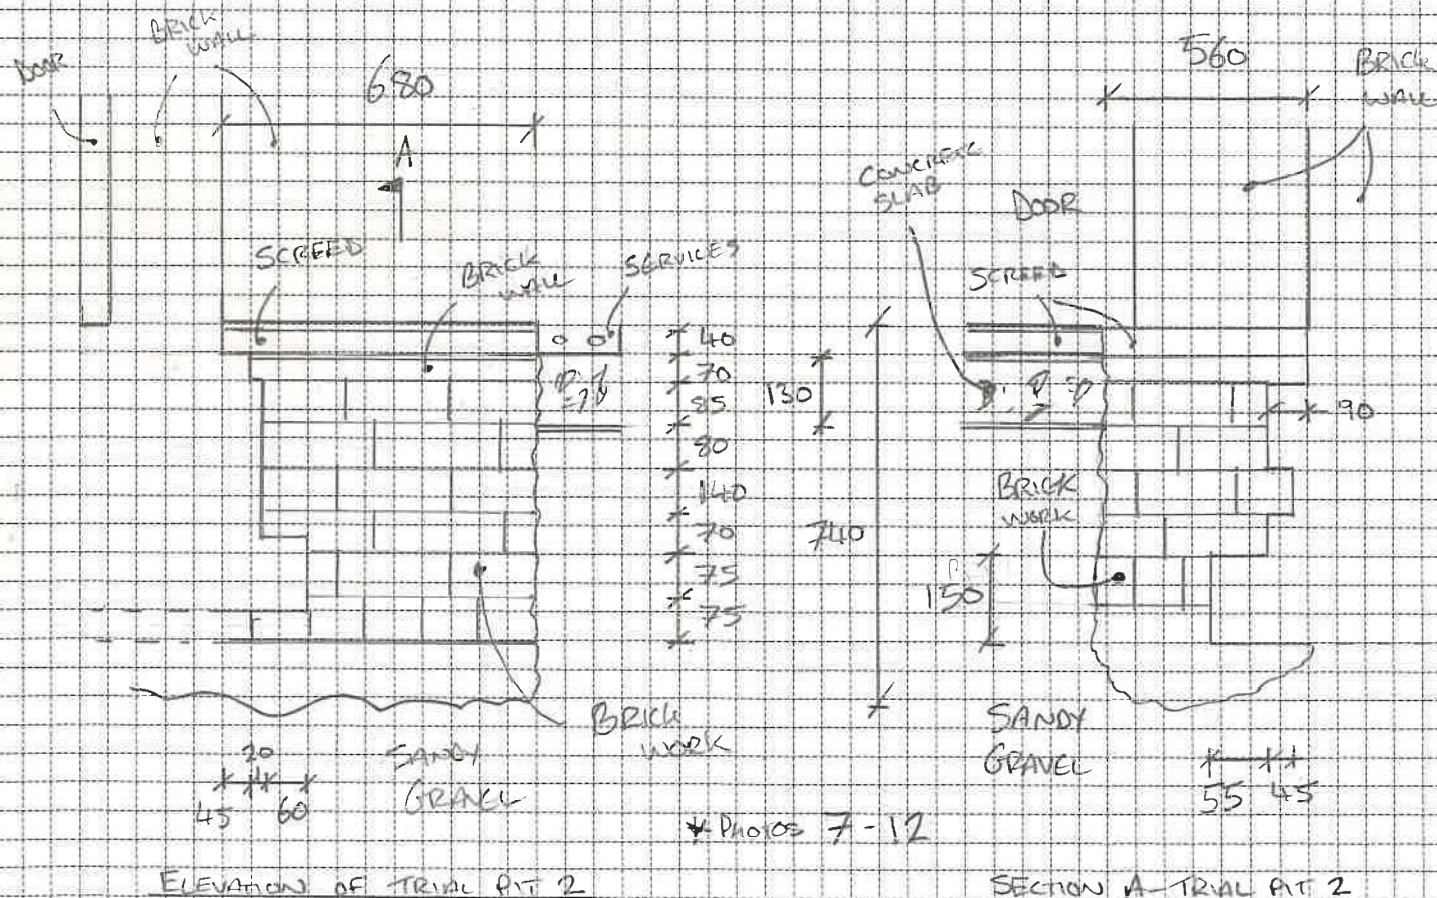 DOOR
BRICK
WALL
680
A
SCREED
BRICK
WALL
SERVICES
40
70
85
80
140
70
75
75
130
740
20
45 60
SANDY
GRAVEL
BRICK
WORK
* PHOTOS 7-12
ELEVATION OF TRIAL PIT 2
560
BRICK
WALL
CONCRETE
SLAB
DOOR
SCREED
90
BRICK
WORK
150
SANDY
GRAVEL
55 45
SECTION A - TRIAL PIT 2